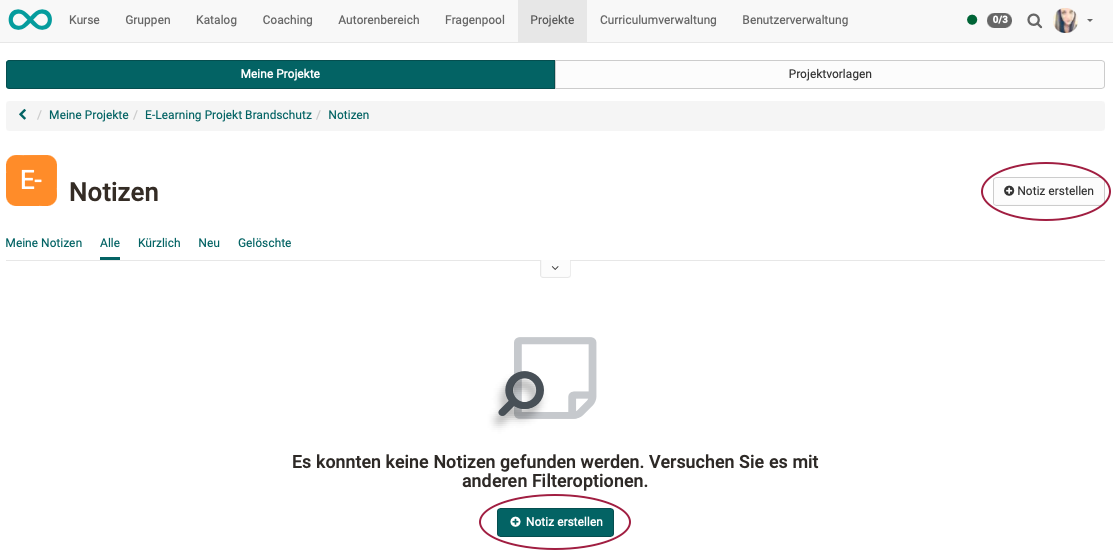 Kurse Gruppen Katalog Coaching Autorenbereich Fragenpool Projekte Curriculumverwaltung Benutzerverwaltung 0/3
Meine Projekte Projektvorlagen
/ Meine Projekte / E-Learning Projekt Brandschutz / Notizen
E- Notizen
Notiz erstellen
Meine Notizen Alle Kürzlich Neu Gelöschte
Es konnten keine Notizen gefunden werden. Versuchen Sie es mit
anderen Filteroptionen.
Notiz erstellen